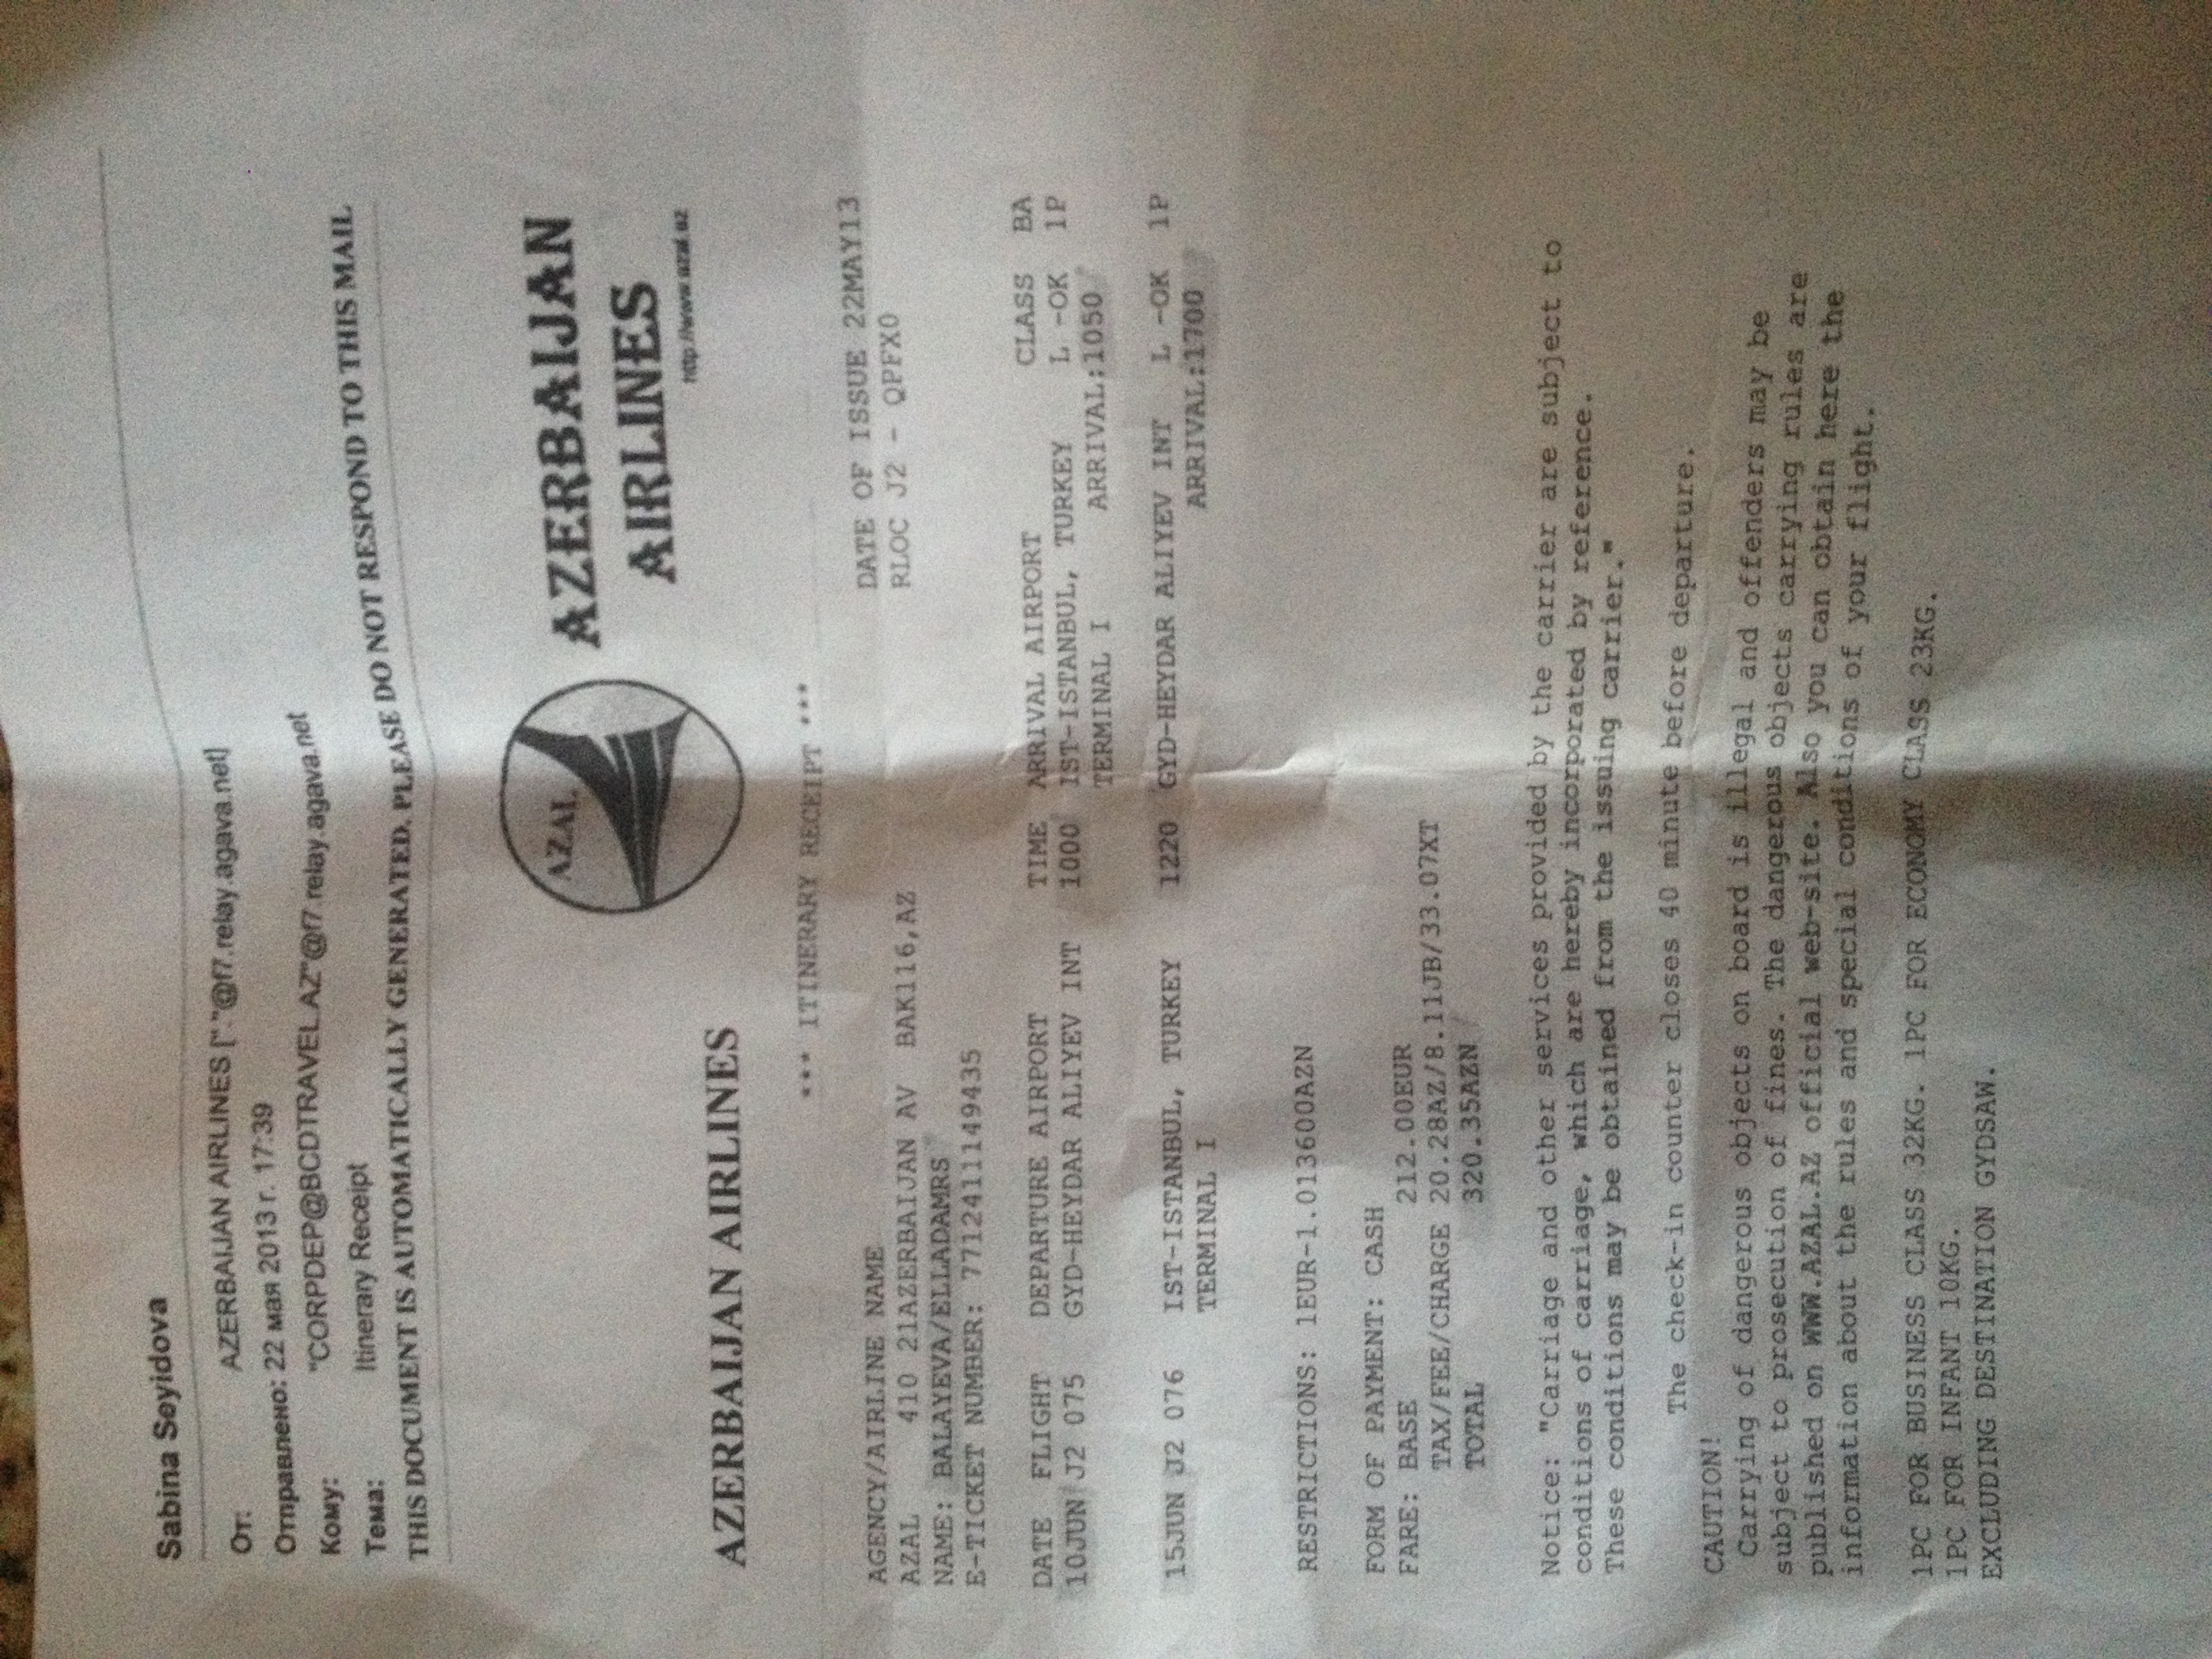 Sabina Seyidova
От: AZERBAIJAN AIRLINES ["."@f7.relay.agava.net]
Отправлено: 22 мая 2013 г. 17:39
Кому: "CORPDEP@BCDTRAVEL.AZ"@f7.relay.agava.net
Тема: Itinerary Receipt
THIS DOCUMENT IS AUTOMATICALLY GENERATED. PLEASE DO NOT RESPOND TO THIS MAIL
AZAL
AZERBAIJAN
AIRLINES
http://www.azal.az
AZERBAIJAN AIRLINES
*** ITINERARY RECEIPT ***
AGENCY/AIRLINE NAME DATE OF ISSUE 22MAY13
AZAL 410 21AZERBAIJAN AV BAK116,AZ RLOC J2 - QPFX0
NAME: BALAYEVA/ELLADAMRS
E-TICKET NUMBER: 7712411149435
DATE FLIGHT DEPARTURE AIRPORT TIME ARRIVAL AIRPORT CLASS BA
10JUN J2 075 GYD-HEYDAR ALIYEV INT 1000 IST-ISTANBUL, TURKEY L -OK 1P
TERMINAL I ARRIVAL:1050
15JUN J2 076 IST-ISTANBUL, TURKEY 1220 GYD-HEYDAR ALIYEV INT L -OK 1P
TERMINAL I ARRIVAL:1700
RESTRICTIONS: 1EUR-1.013600AZN
FORM OF PAYMENT: CASH
FARE: BASE 212.00EUR
TAX/FEE/CHARGE 20.28AZ/8.11JB/33.07XT
TOTAL 320.35AZN
Notice: "Carriage and other services provided by the carrier are subject to
conditions of carriage, which are hereby incorporated by reference.
These conditions may be obtained from the issuing carrier."
The check-in counter closes 40 minute before departure.
CAUTION!
Carrying of dangerous objects on board is illegal and offenders may be
subject to prosecution of fines. The dangerous objects carrying rules are
published on WWW.AZAL.AZ official web-site. Also you can obtain here the
information about the rules and special conditions of your flight.
1PC FOR BUSINESS CLASS 32KG. 1PC FOR ECONOMY CLASS 23KG.
1PC FOR INFANT 10KG.
EXCLUDING DESTINATION GYDSAW.